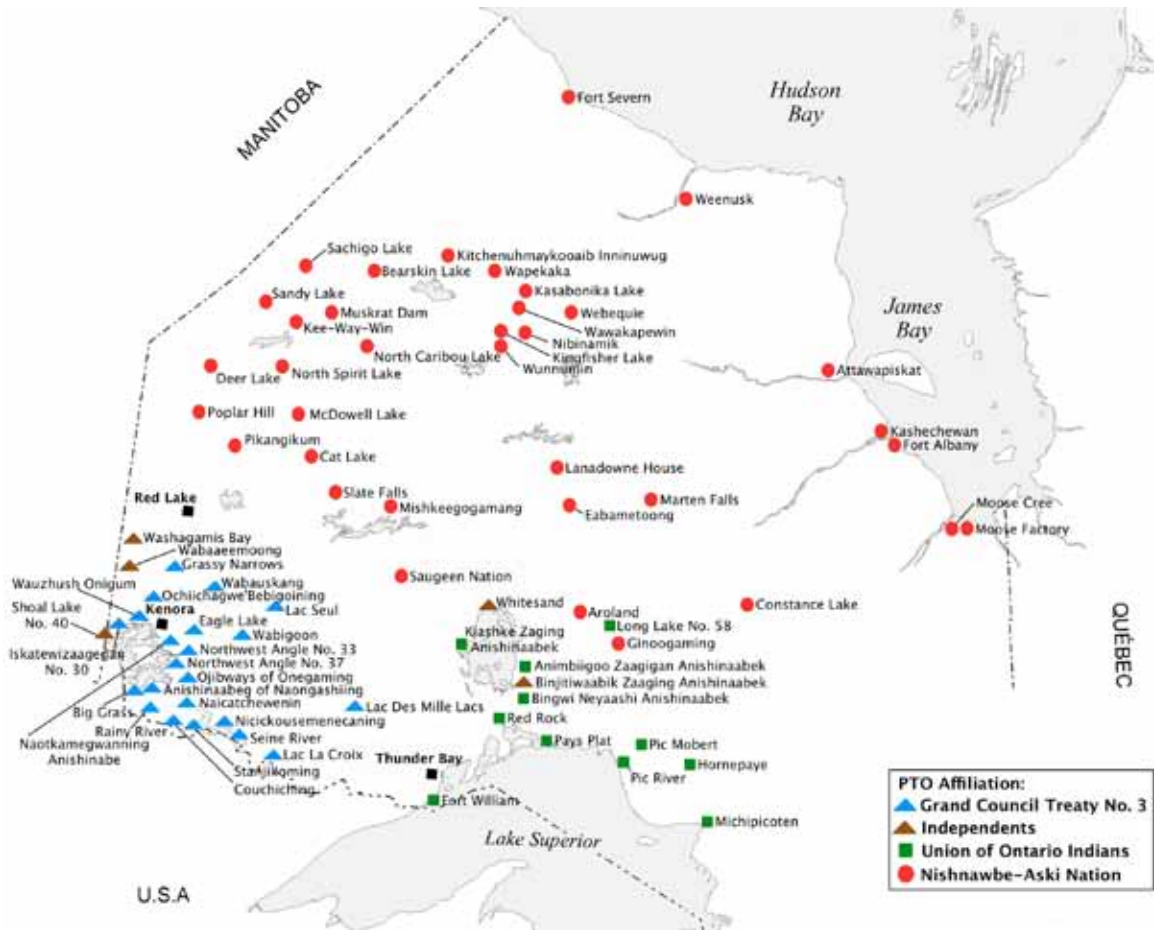 MANITOBA
Hudson
Bay
Fort Severn
Weenusk
Sachigo Lake
Kitchenuhmaykooaib Inninuwug
Bearskin Lake
Wapekaka
Kasabonika Lake
Sandy Lake
Muskrat Dam
Webequie
Kee-Way-Win
Wawakapewin
James
Bay
Nibinamik
North Caribou Lake
Kingfisher Lake
Wunnumin
Deer Lake
North Spirit Lake
Attawapiskat
Poplar Hill
McDowell Lake
Kashechewan
Pikangikum
Fort Albany
Cat Lake
Lanadowne House
Slate Falls
Marten Falls
Red Lake
Mishkeegogamang
Eabametoong
Moose Cree
Moose Factory
Washagamis Bay
Wabaaeemoong
Grassy Narrows
Wauzhush Onigum
Wabauskang
Saugeen Nation
Ochiichagwe'Bebigoining
Shoal Lake
No. 40
Kenora
Lac Seul
Whitesand
Aroland
Constance Lake
Eagle Lake
Long Lake No. 58
QUÉBEC
Wabigoon
Kiashke Zaging
Anishinaabek
Ginoogaming
Iskatewizaagegan
No. 30
Northwest Angle No. 33
Northwest Angle No. 37
Animbiigoo Zaagigan Anishinaabek
Ojibways of Onegaming
Binjitiwaabik Zaaging Anishinaabek
Anishinaabeg of Naongashiing
Bingwi Neyaashi Anishinaabek
Big Grass
Naicatchewenin
Lac Des Mille Lacs
Rainy River
Nicickousemenecaning
Red Rock
Naotkamegwanning
Anishinabe
Seine River
Pays Plat
Pic Mobert
Lac La Croix
Thunder Bay
Hornepaye
Stanjikoming
Pic River
Couchiching
Fort William
Michipicoten
Lake Superior
U.S.A
PTO Affiliation:
Grand Council Treaty No. 3
Independents
Union of Ontario Indians
Nishnawbe-Aski Nation